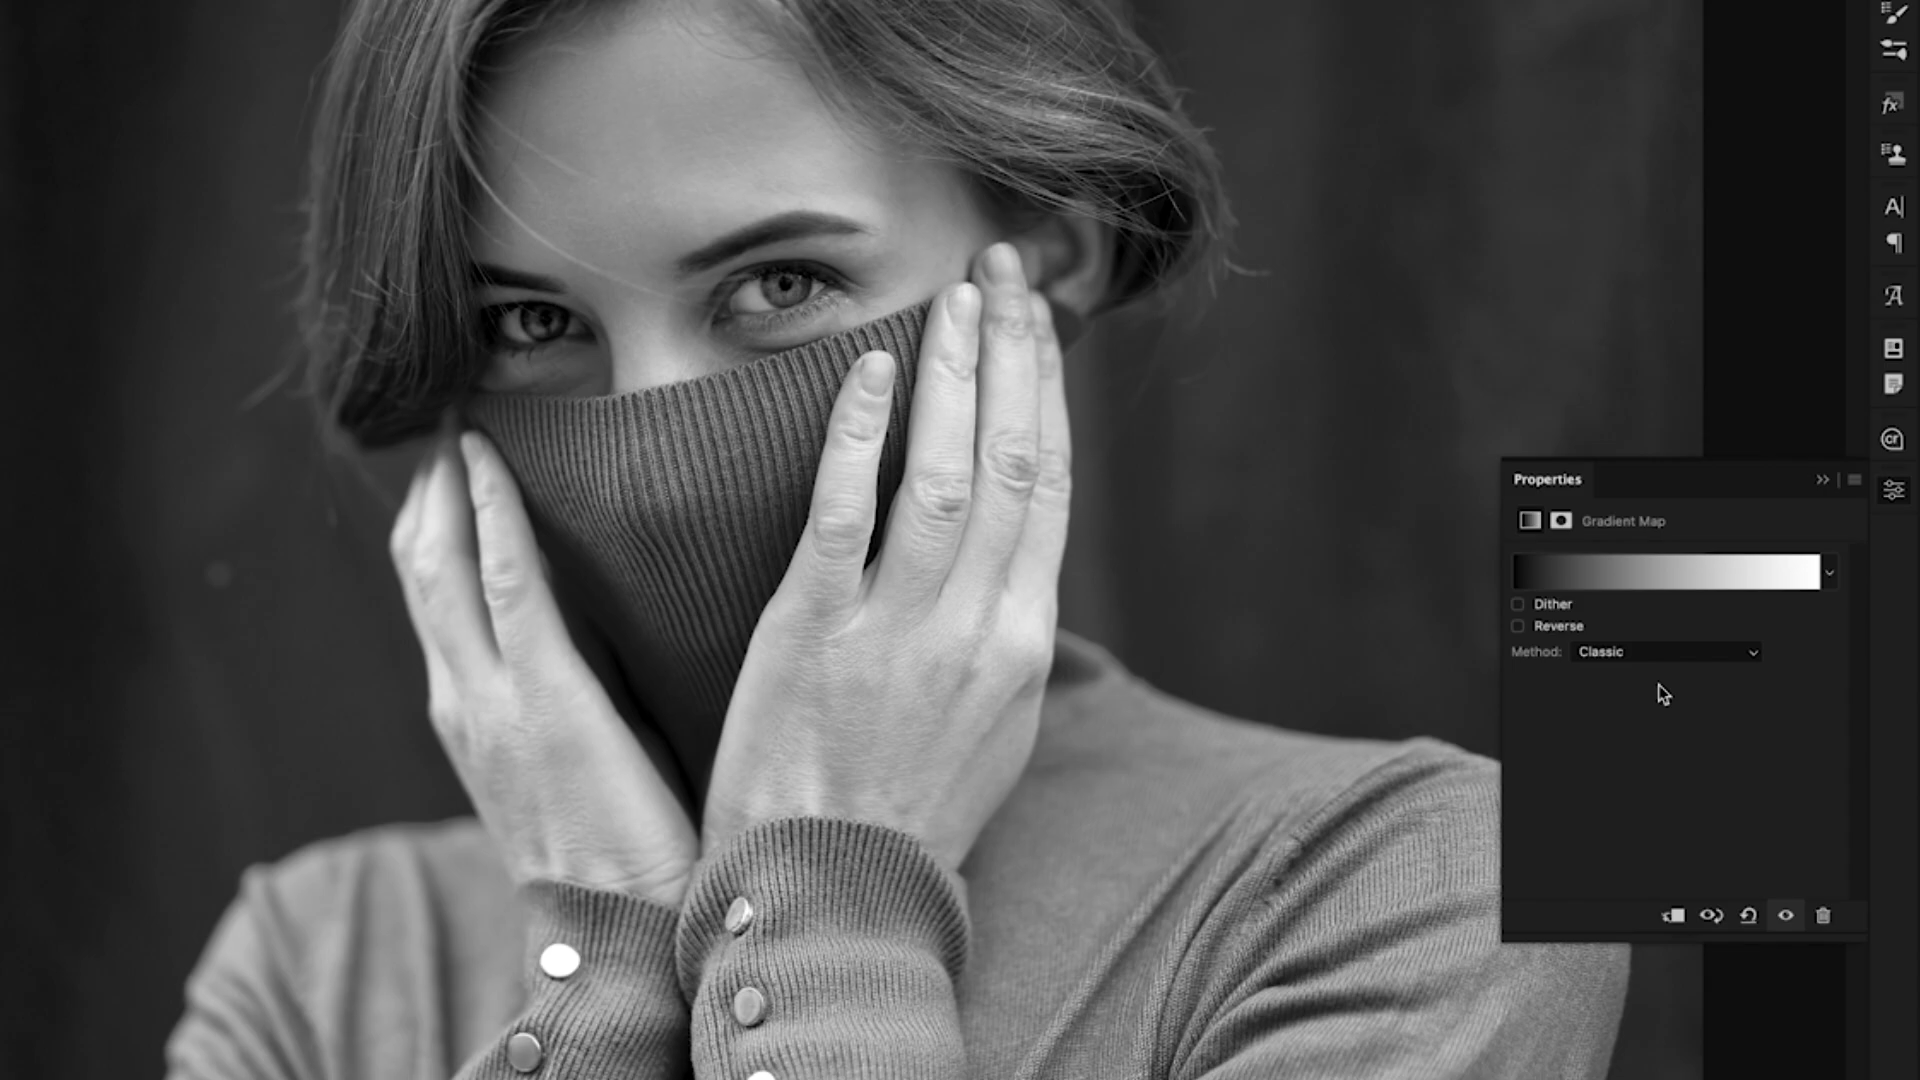 Properties
Gradient Map
Dither
Reverse
Method: Classic